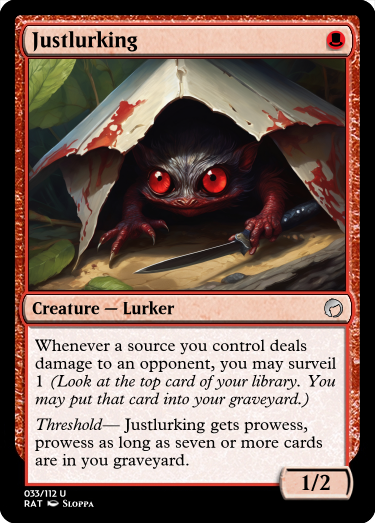 Justlurking
Creature — Lurker
Whenever a source you control deals
damage to an opponent, you may surveil
1 (Look at the top card of your library. You
may put that card into your graveyard.)
Threshold— Justlurking gets prowess,
prowess as long as seven or more cards
are in you graveyard.
1/2
033/112 U
RAT Sloppa